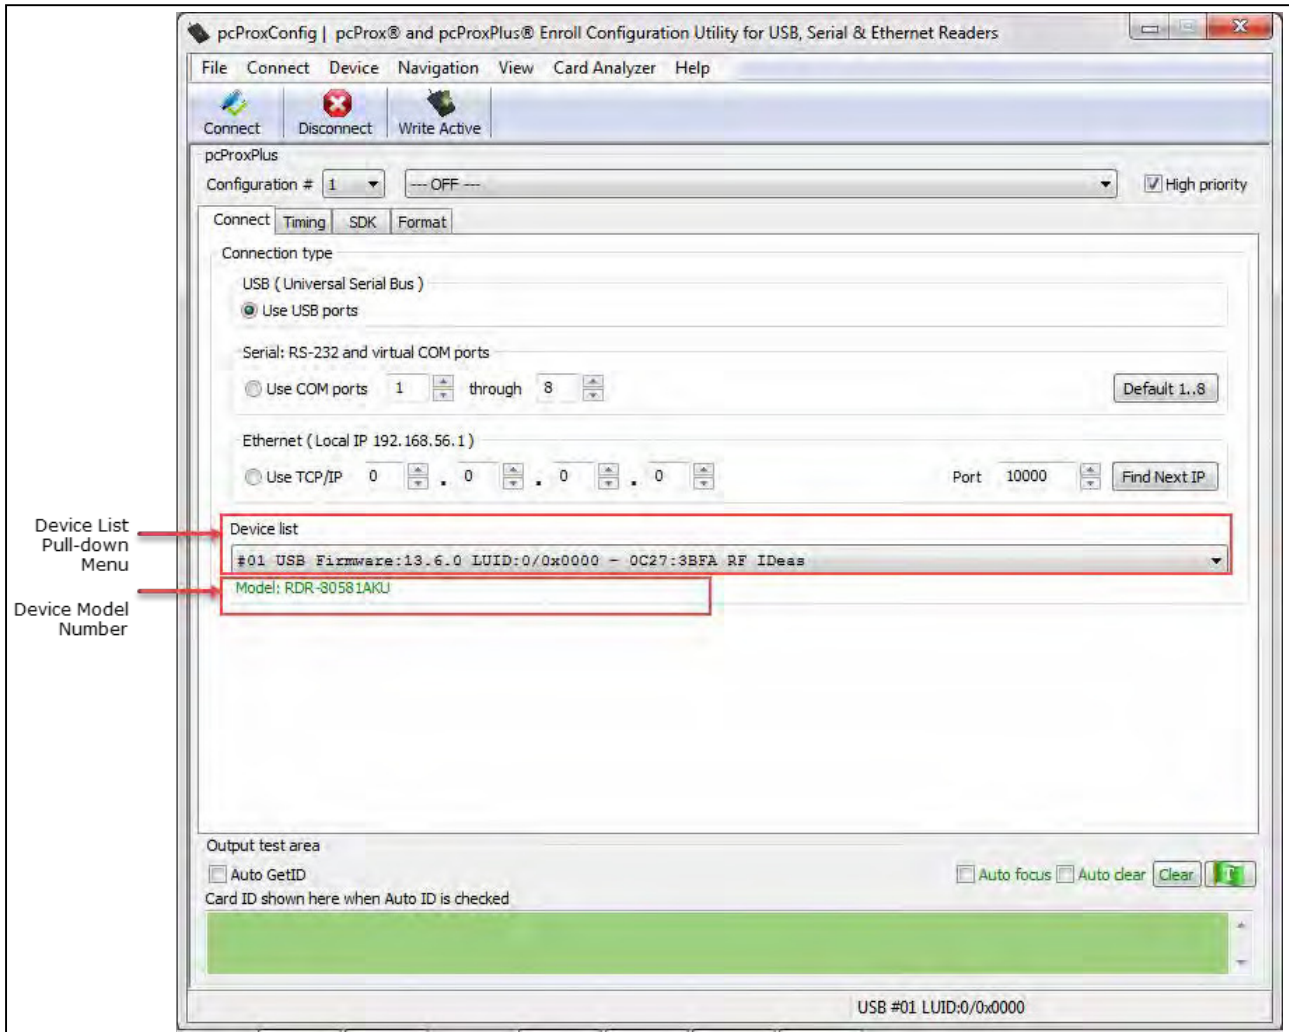 pcProxConfig | pcProx® and pcProxPlus® Enroll Configuration Utility for USB, Serial & Ethernet Readers
File Connect Device Navigation View Card Analyzer Help
Connect Disconnect Write Active
pcProxPlus
Configuration # 1 --- OFF --- High priority
Connect Timing SDK Format
Connection type
USB ( Universal Serial Bus )
Use USB ports
Serial: RS-232 and virtual COM ports
Use COM ports 1 through 8 Default 1..8
Ethernet ( Local IP 192.168.56.1 )
Use TCP/IP 0 . 0 . 0 . 0 Port 10000 Find Next IP
Device List
Pull-down
Menu
Device list
#01 USB Firmware:13.6.0 LUID:0/0x0000 - 0C27:3BFA RF IDeas
Device Model
Number
Model: RDR-80581AKU
Output test area
Auto GetID Auto focus Auto clear Clear T
Card ID shown here when Auto ID is checked
USB #01 LUID:0/0x0000